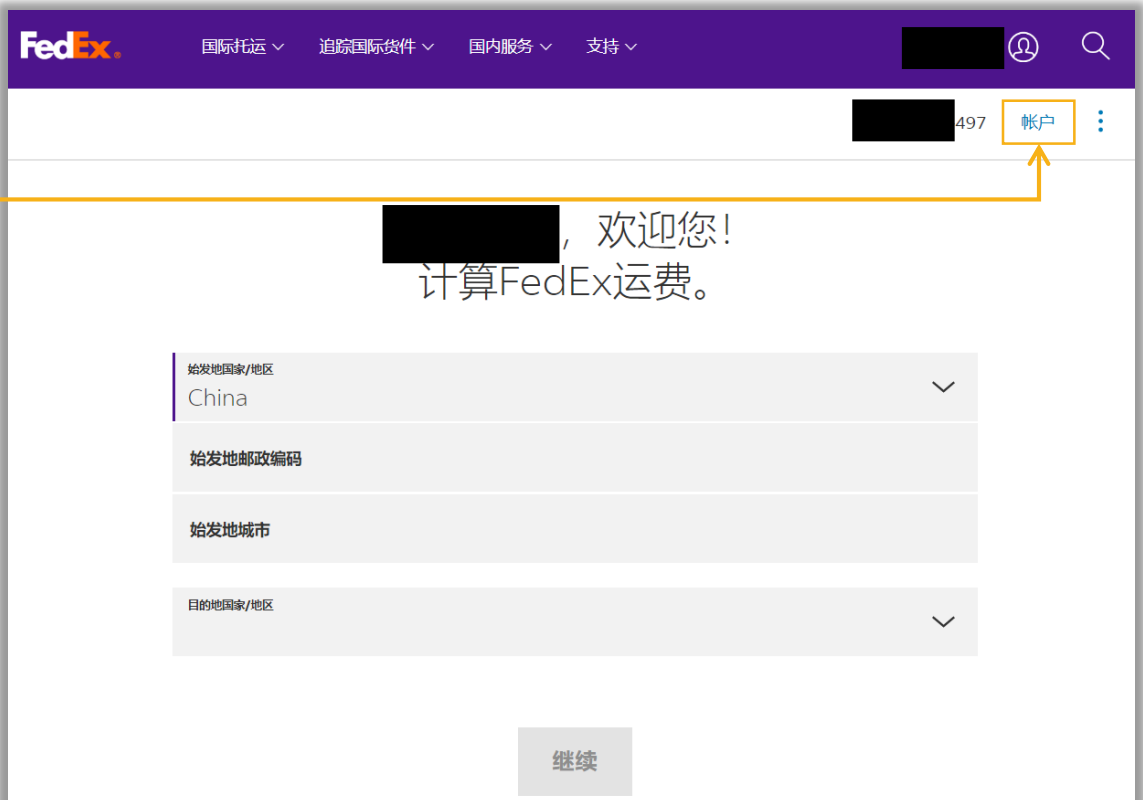 FedEx® 国际托运 追踪国际货件 国内服务 支持
497 帐户
，欢迎您！
计算FedEx运费。
始发地国家/地区
China
始发地邮政编码
始发地城市
目的地国家/地区
继续